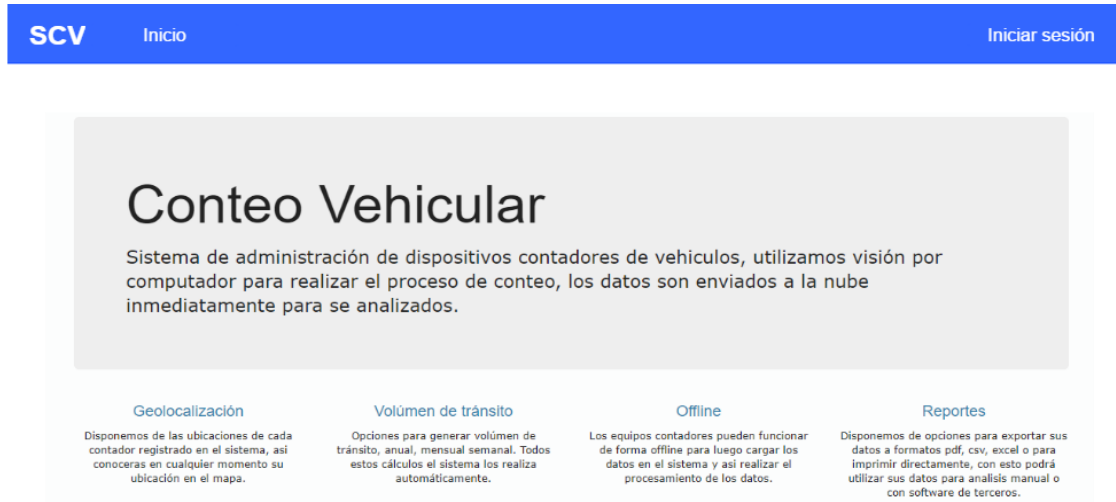 SCV Inicio Iniciar sesión
Conteo Vehicular
Sistema de administración de dispositivos contadores de vehiculos, utilizamos visión por
computador para realizar el proceso de conteo, los datos son enviados a la nube
inmediatamente para se analizados.
Geolocalización
Disponemos de las ubicaciones de cada
contador registrado en el sistema, asi
conoceras en cualquier momento su
ubicación en el mapa.
Volúmen de tránsito
Opciones para generar volúmen de
tránsito, anual, mensual semanal. Todos
estos cálculos el sistema los realiza
automáticamente.
Offline
Los equipos contadores pueden funcionar
de forma offline para luego cargar los
datos en el sistema y asi realizar el
procesamiento de los datos.
Reportes
Disponemos de opciones para exportar sus
datos a formatos pdf, csv, excel o para
imprimir directamente, con esto podrá
utilizar sus datos para analisis manual o
con software de terceros.